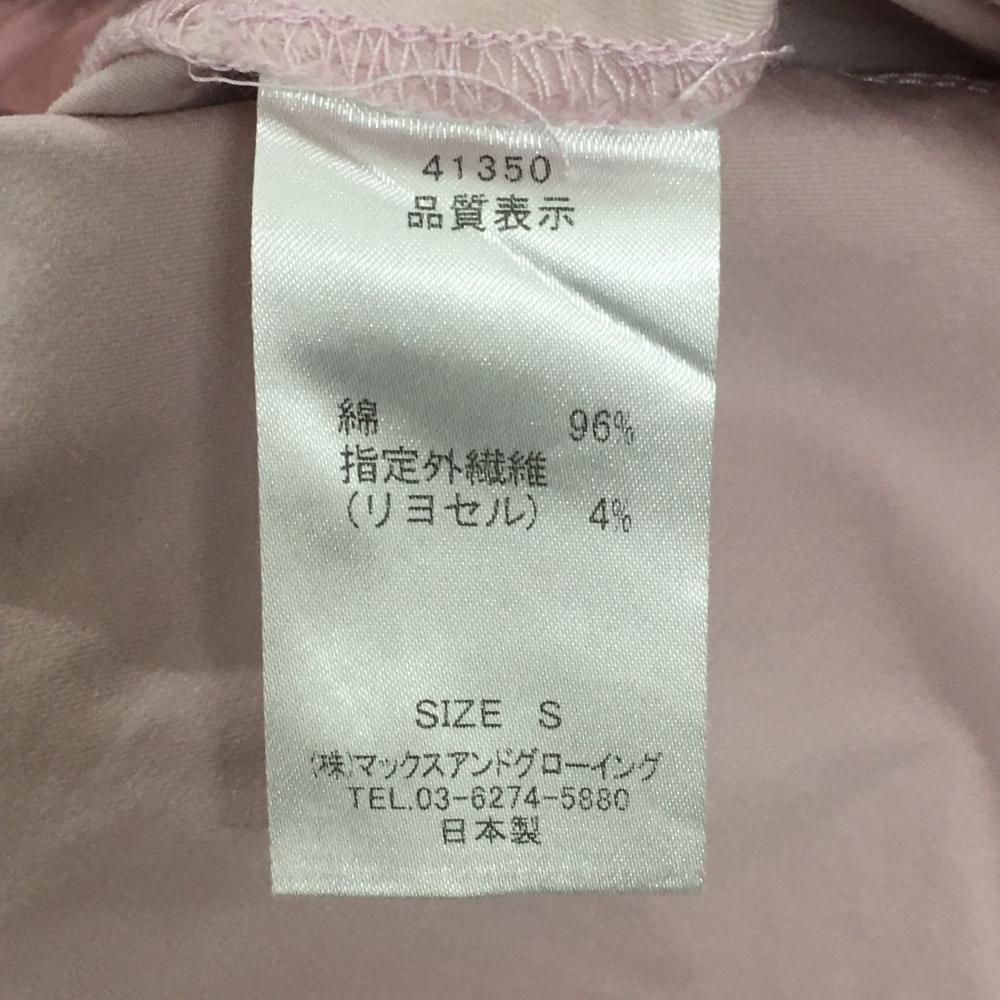 41350
品質表示
綿 96%
指定外繊維
(リヨセル) 4%
SIZE S
(株)マックスアンドグローイング
TEL.03-6274-5880
日本製